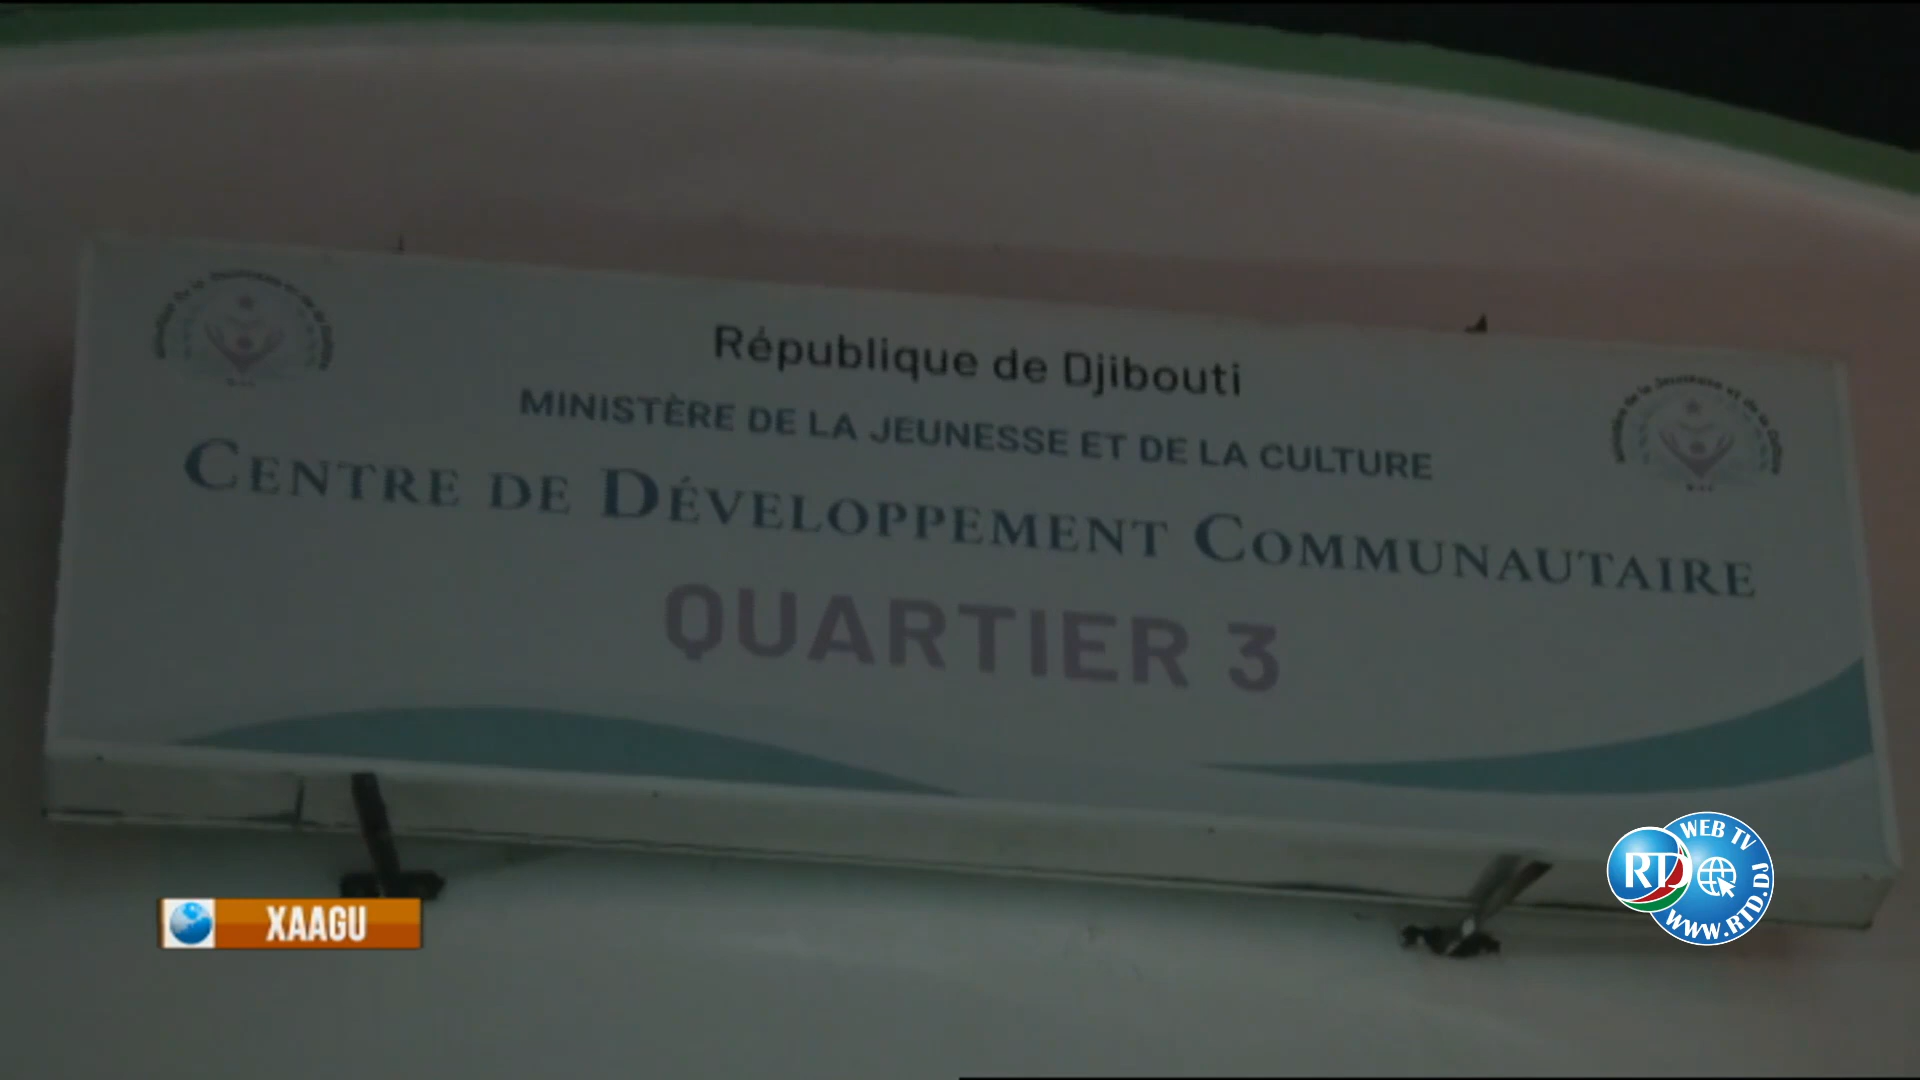 République de Djibouti
MINISTÈRE DE LA JEUNESSE ET DE LA CULTURE
CENTRE DE DÉVELOPPEMENT COMMUNAUTAIRE
QUARTIER 3
XAAGU
RTD
WEB TV
WWW.RTD.DJ